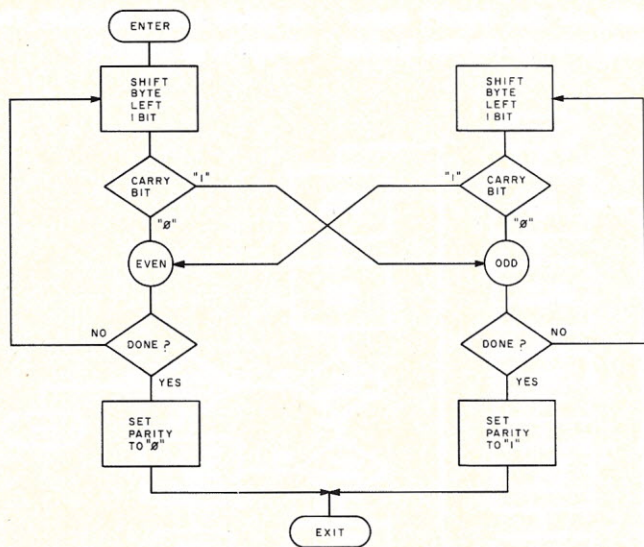 ENTER
SHIFT
BYTE
LEFT
1 BIT
SHIFT
BYTE
LEFT
1 BIT
CARRY
BIT
"1"
"Ø"
"1"
CARRY
BIT
"Ø"
EVEN
ODD
NO
DONE?
YES
DONE?
NO
YES
SET
PARITY
TO "Ø"
SET
PARITY
TO "1"
EXIT